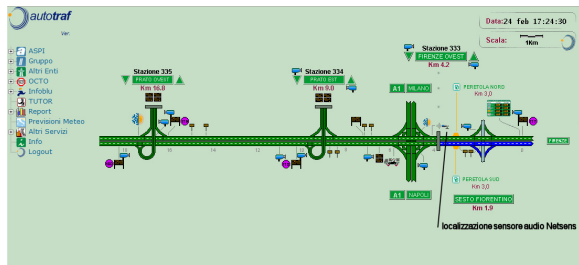 autotraf
Ver:
ASPI
Gruppo
Altri Enti
OCTO
Infoblu
TUTOR
Report
Previsioni Meteo
Altri Servizi
Info
Logout
Data:24 feb 17:24:30
Scala:
1Km
Stazione 335
PRATO OVEST
Km 16.8
Stazione 334
PRATO EST
Km 9.0
Stazione 333
FIRENZE OVEST
Km 4.2
A1 MILANO
PERETOLA NORD
Km 3,0
FIRENZE
A1 NAPOLI
PERETOLA SUD
Km 3,0
SESTO FIORENTINO
Km 1.9
localizzazione sensore audio Netsens